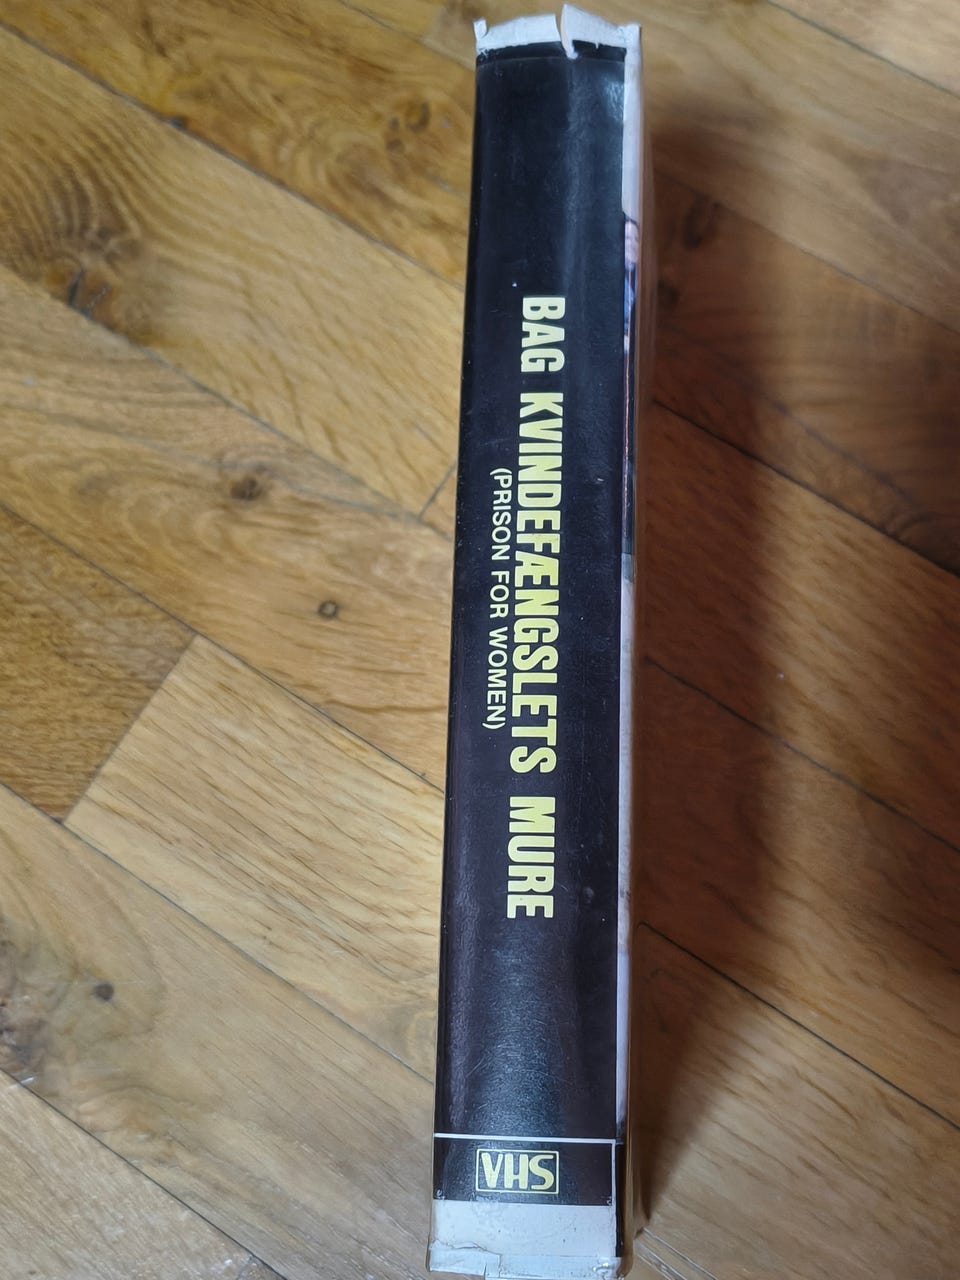 BAG KVINDEFÆNGSLETS MURE
(PRISON FOR WOMEN)
VHS